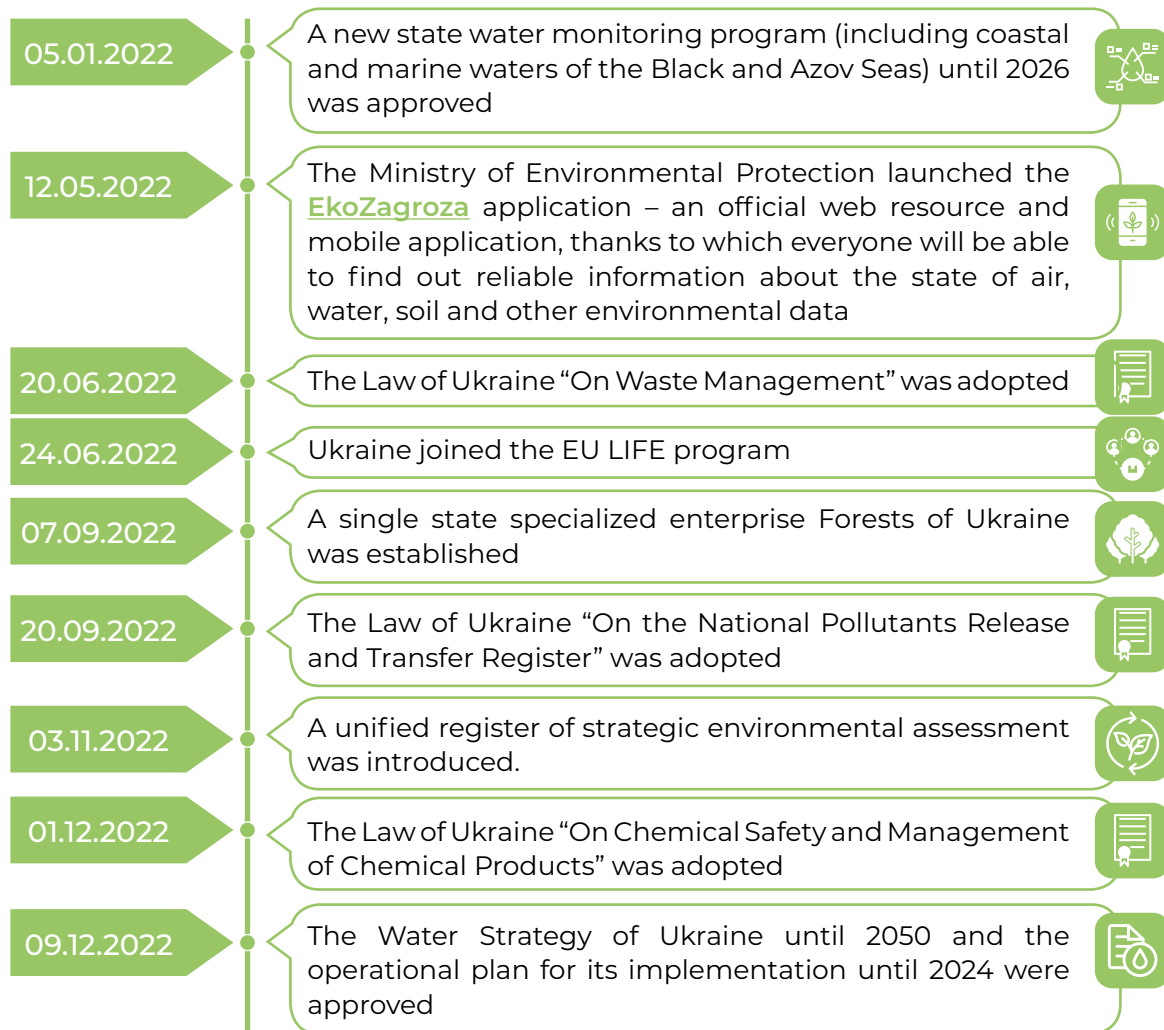 05.01.2022
A new state water monitoring program (including coastal
and marine waters of the Black and Azov Seas) until 2026
was approved
12.05.2022
The Ministry of Environmental Protection launched the
EkoZagroza application – an official web resource and
mobile application, thanks to which everyone will be able
to find out reliable information about the state of air,
water, soil and other environmental data
20.06.2022
The Law of Ukraine “On Waste Management” was adopted
24.06.2022
Ukraine joined the EU LIFE program
07.09.2022
A single state specialized enterprise Forests of Ukraine
was established
20.09.2022
The Law of Ukraine “On the National Pollutants Release
and Transfer Register” was adopted
03.11.2022
A unified register of strategic environmental assessment
was introduced.
01.12.2022
The Law of Ukraine “On Chemical Safety and Management
of Chemical Products” was adopted
09.12.2022
The Water Strategy of Ukraine until 2050 and the
operational plan for its implementation until 2024 were
approved